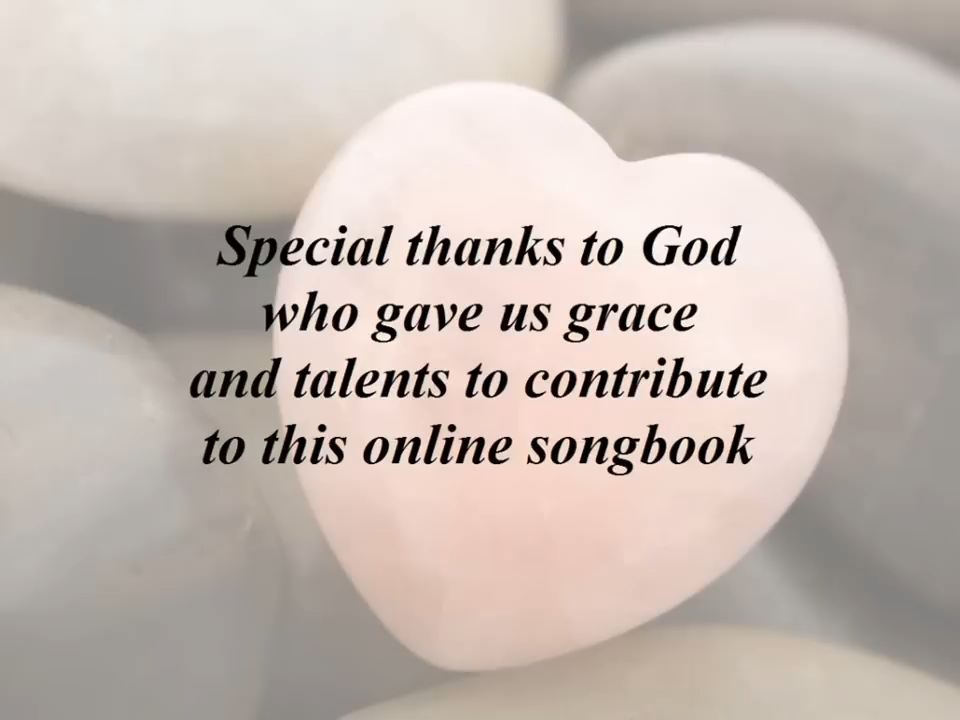 Special thanks to God
who gave us grace
and talents to contribute
to this online songbook